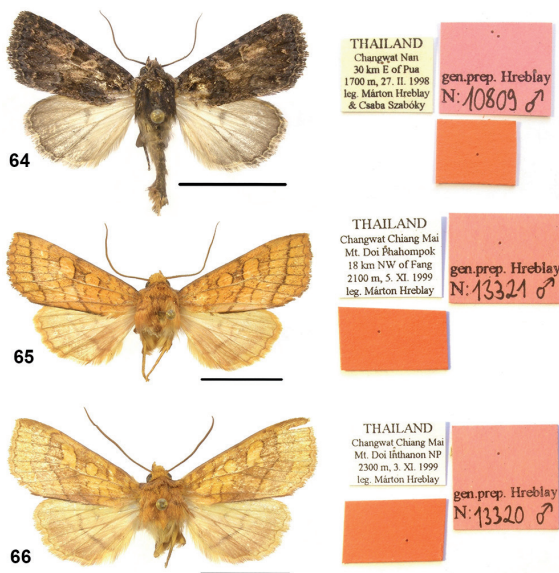 THAILAND
Changwat Nan
30 km E of Pua
1700 m, 27. II. 1998
leg. Márton Hreblay
& Csaba Szabóky
gen.prep. Hreblay
N: 10809 ♂
64
THAILAND
Changwat Chiang Mai
Mt. Doi Phahompok
18 km NW of Fang
2100 m, 5. XI. 1999
leg. Márton Hreblay
gen.prep. Hreblay
N: 13321 ♂
65
THAILAND
Changwat Chiang Mai
Mt. Doi Inthanon NP
2300 m, 3. XI. 1999
leg. Márton Hreblay
gen.prep. Hreblay
N: 13320 ♂
66